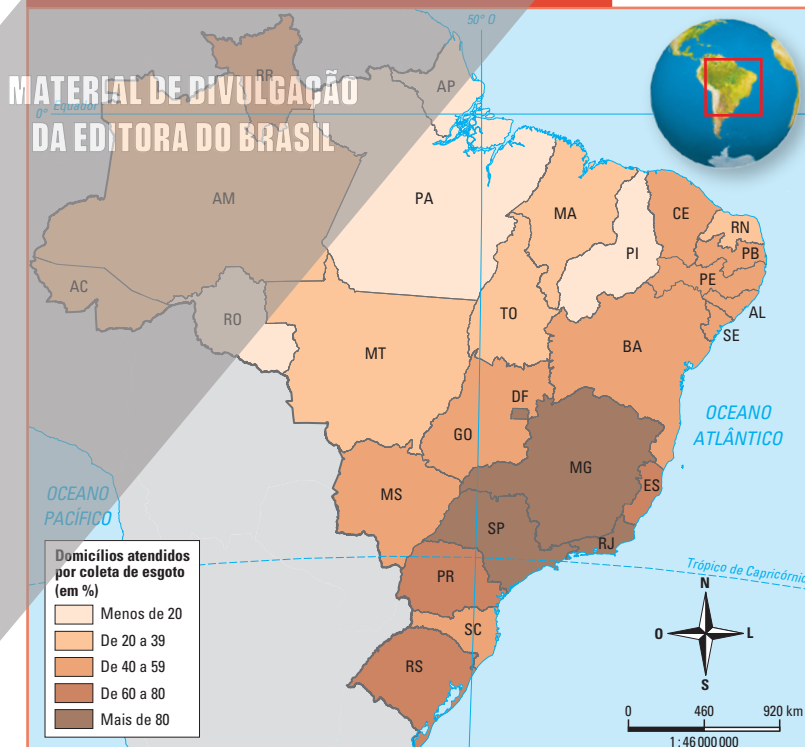 50° O
RR
AP
MATERIAL DE DIVULGAÇÃO
0° Equador
DA EDITORA DO BRASIL
AM
PA
MA
CE
RN
PB
PI
PE
AC
RO
TO
AL
SE
BA
MT
DF
GO
OCEANO
ATLÂNTICO
MG
ES
MS
OCEANO
PACÍFICO
SP
RJ
Trópico de Capricórnio
PR
SC
RS
Domicílios atendidos
por coleta de esgoto
(em %)
Menos de 20
De 20 a 39
De 40 a 59
De 60 a 80
Mais de 80
N
O
L
S
0 460 920 km
1 : 46 000 000